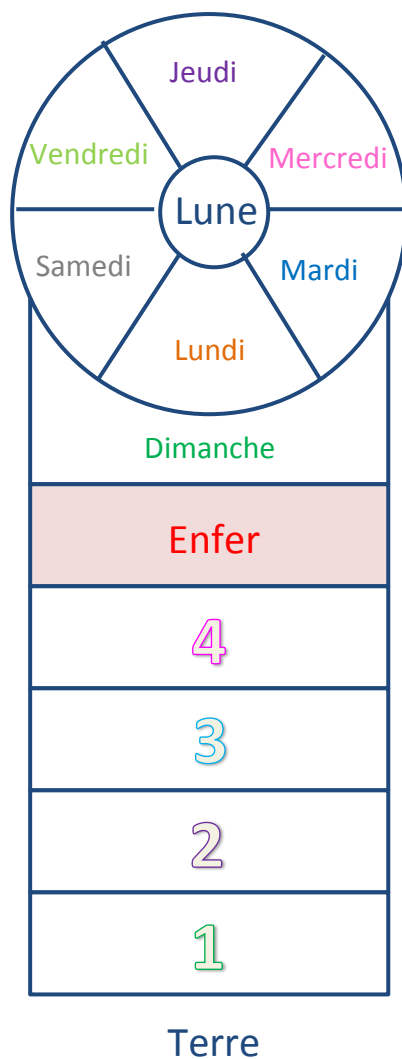 Jeudi
Vendredi
Mercredi
Lune
Samedi
Mardi
Lundi
Dimanche
Enfer
4
3
2
1
Terre